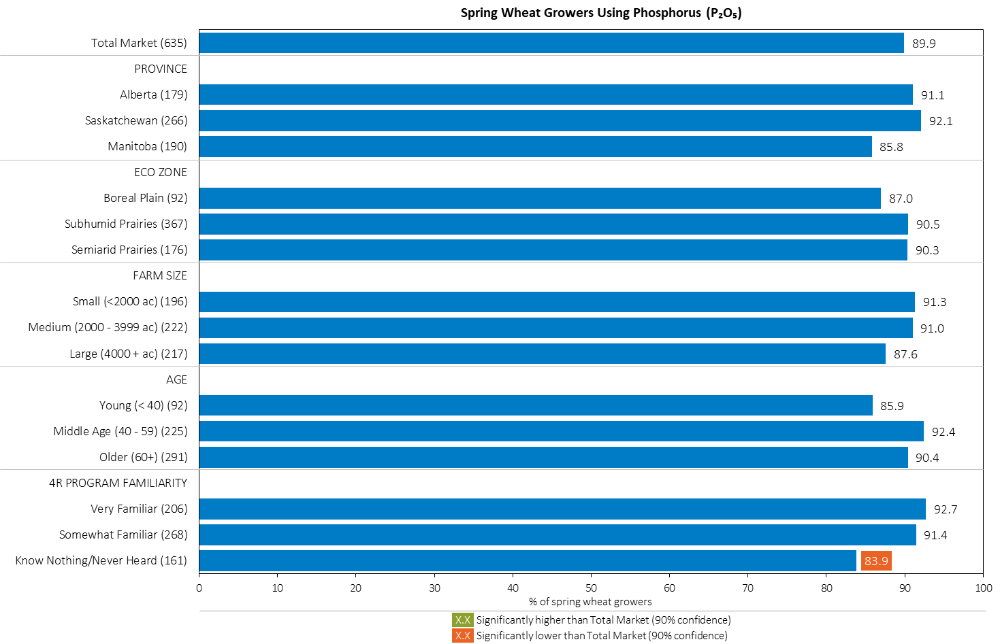 Spring Wheat Growers Using Phosphorus (P₂O₅)
Total Market (635) 89.9
PROVINCE
Alberta (179) 91.1
Saskatchewan (266) 92.1
Manitoba (190) 85.8
ECO ZONE
Boreal Plain (92) 87.0
Subhumid Prairies (367) 90.5
Semiarid Prairies (176) 90.3
FARM SIZE
Small (<2000 ac) (196) 91.3
Medium (2000 - 3999 ac) (222) 91.0
Large (4000 + ac) (217) 87.6
AGE
Young (< 40) (92) 85.9
Middle Age (40 - 59) (225) 92.4
Older (60+) (291) 90.4
4R PROGRAM FAMILIARITY
Very Familiar (206) 92.7
Somewhat Familiar (268) 91.4
Know Nothing/Never Heard (161) 83.9
0 10 20 30 40 50 60 70 80 90 100
% of spring wheat growers
X.X Significantly higher than Total Market (90% confidence)
X.X Significantly lower than Total Market (90% confidence)